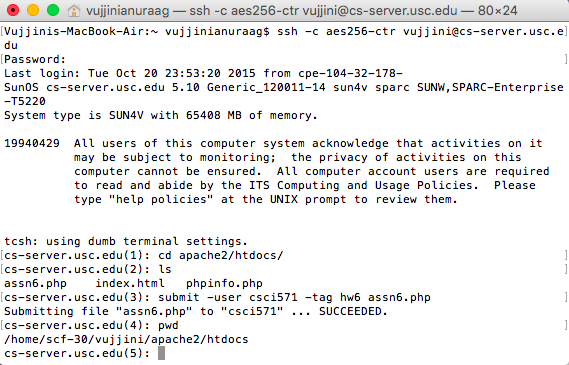 vujjinianuraag — ssh -c aes256-ctr vujjini@cs-server.usc.edu — 80×24
[Vujjinis-MacBook-Air:~ vujjinianuraag$ ssh -c aes256-ctr vujjini@cs-server.usc.e]
du
[Password: ]
Last login: Tue Oct 20 23:53:20 2015 from cpe-104-32-178-
SunOS cs-server.usc.edu 5.10 Generic_120011-14 sun4v sparc SUNW,SPARC-Enterprise
-T5220
System type is SUN4V with 65408 MB of memory.
19940429  All users of this computer system acknowledge that activities on it
may be subject to monitoring;  the privacy of activities on this
computer cannot be ensured.  All computer account users are required
to read and abide by the ITS Computing and Usage Policies.  Please
type "help policies" at the UNIX prompt to review them.
tcsh: using dumb terminal settings.
[cs-server.usc.edu(1): cd apache2/htdocs/ ]
[cs-server.usc.edu(2): ls ]
assn6.php    index.html   phpinfo.php
[cs-server.usc.edu(3): submit -user csci571 -tag hw6 assn6.php ]
Submitting file "assn6.php" to "csci571" ... SUCCEEDED.
[cs-server.usc.edu(4): pwd ]
/home/scf-30/vujjini/apache2/htdocs
cs-server.usc.edu(5):